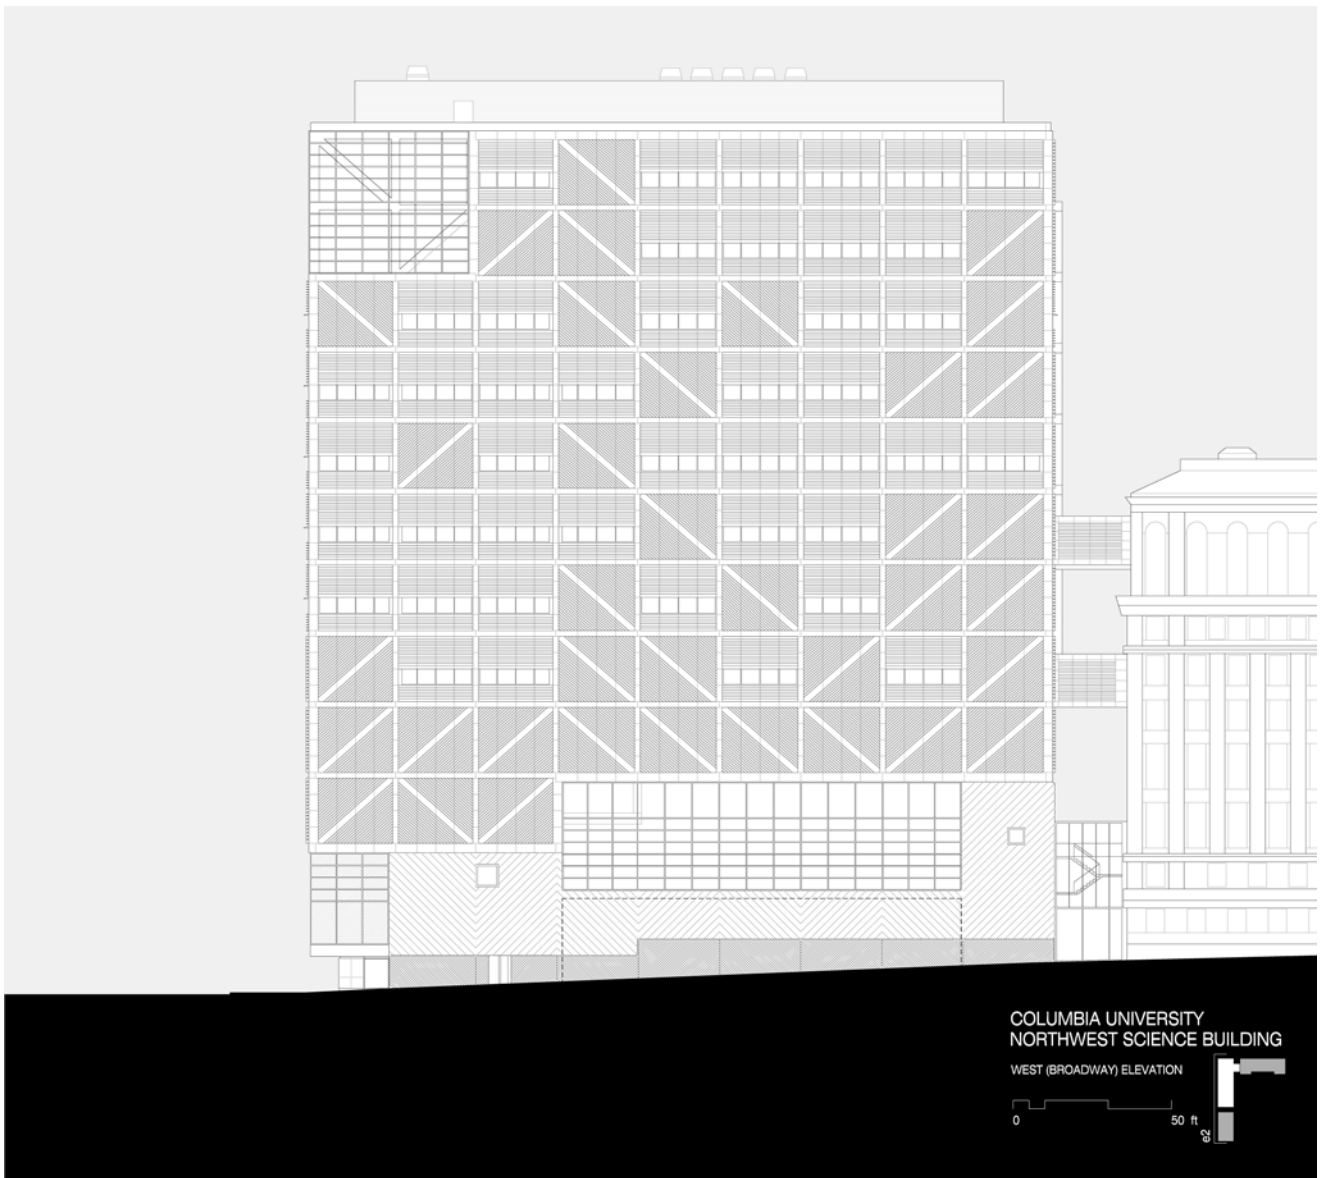 COLUMBIA UNIVERSITY
NORTHWEST SCIENCE BUILDING
WEST (BROADWAY) ELEVATION
0 50 ft
e2